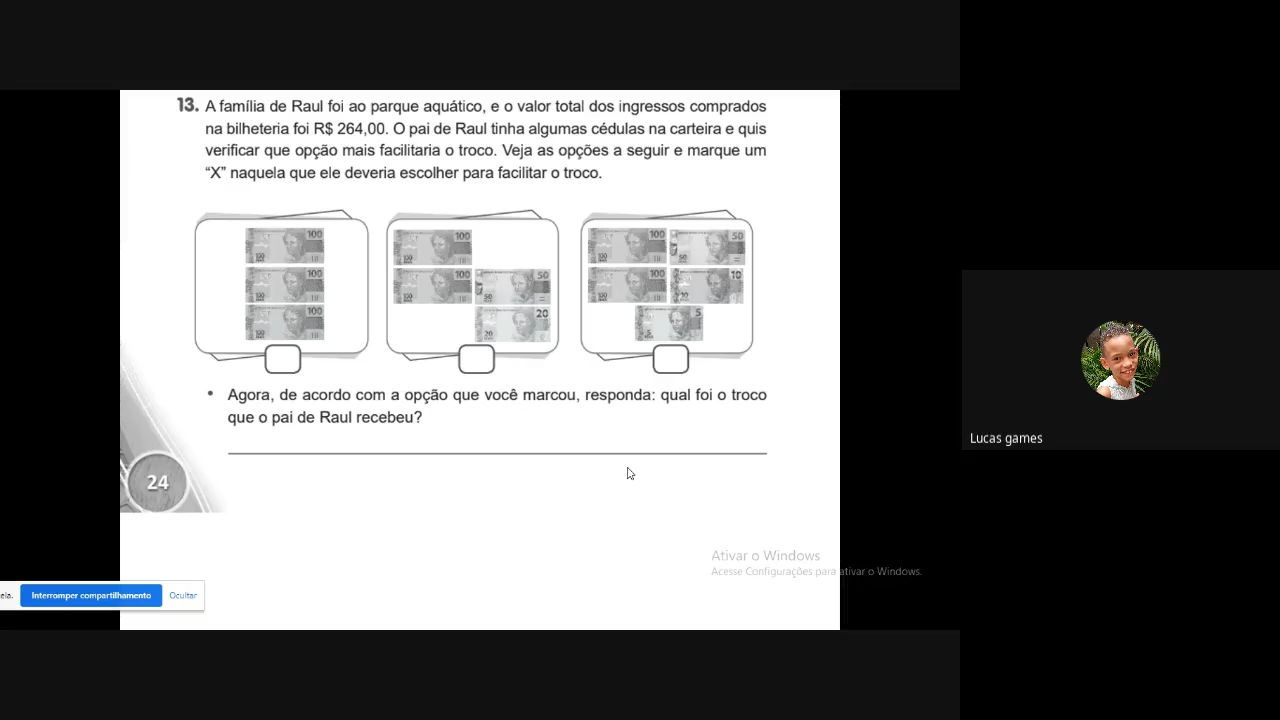 13. A família de Raul foi ao parque aquático, e o valor total dos ingressos comprados
na bilheteria foi R$ 264,00. O pai de Raul tinha algumas cédulas na carteira e quis
verificar que opção mais facilitaria o troco. Veja as opções a seguir e marque um
“X” naquela que ele deveria escolher para facilitar o troco.
100
100
100
100
100
50
20
100
50
100
10
5
• Agora, de acordo com a opção que você marcou, responda: qual foi o troco
que o pai de Raul recebeu?
24
Lucas games
Ativar o Windows
Acesse Configurações para ativar o Windows.
ela. Interromper compartilhamento Ocultar